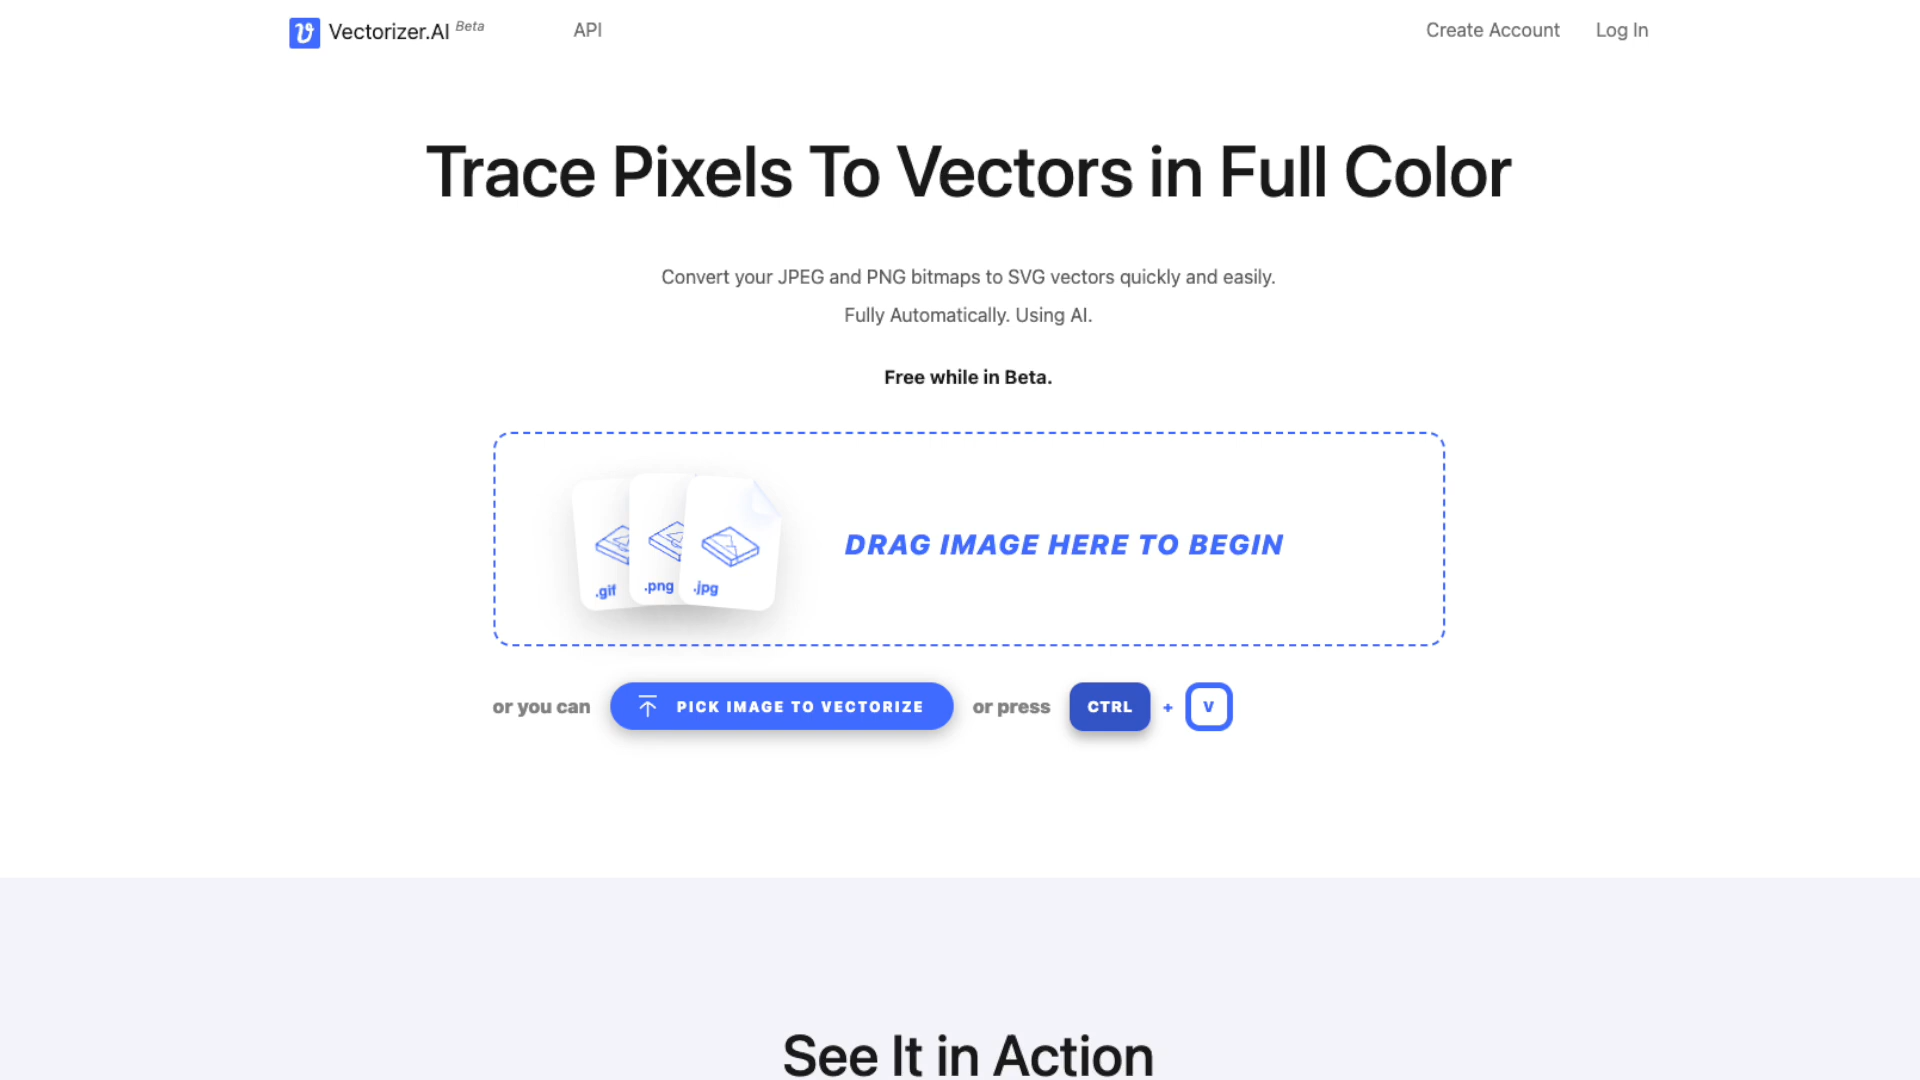 Vectorizer.AI Beta
API
Create Account
Log In
Trace Pixels To Vectors in Full Color
Convert your JPEG and PNG bitmaps to SVG vectors quickly and easily.
Fully Automatically. Using AI.
Free while in Beta.
.gif
.png
.jpg
DRAG IMAGE HERE TO BEGIN
or you can PICK IMAGE TO VECTORIZE or press CTRL + V
See It in Action